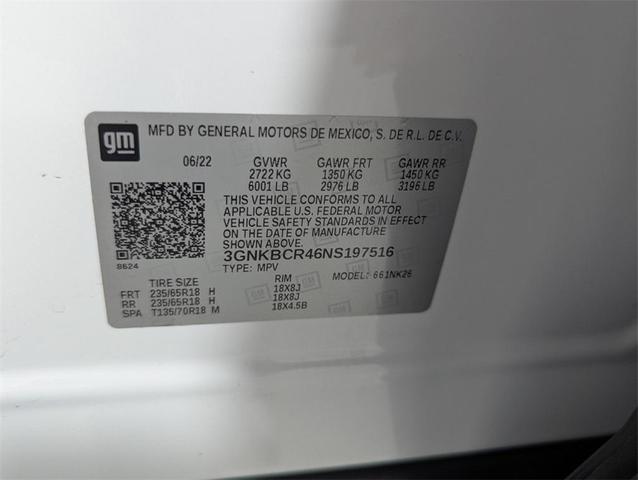 gm MFD BY GENERAL MOTORS DE MEXICO, S. DE R.L. DE C.V.
06/22 GVWR GAWR FRT GAWR RR
2722 KG 1350 KG 1450 KG
6001 LB 2976 LB 3196 LB
THIS VEHICLE CONFORMS TO ALL
APPLICABLE U.S. FEDERAL MOTOR
VEHICLE SAFETY STANDARDS IN EFFECT
ON THE DATE OF MANUFACTURE
SHOWN ABOVE.
3GNKBCR46NS197516
8624
TYPE: MPV MODEL: 661NK26
TIRE SIZE RIM
FRT 235/65R18 H 18X8J
RR 235/65R18 H 18X8J
SPA T135/70R18 M 18X4.5B